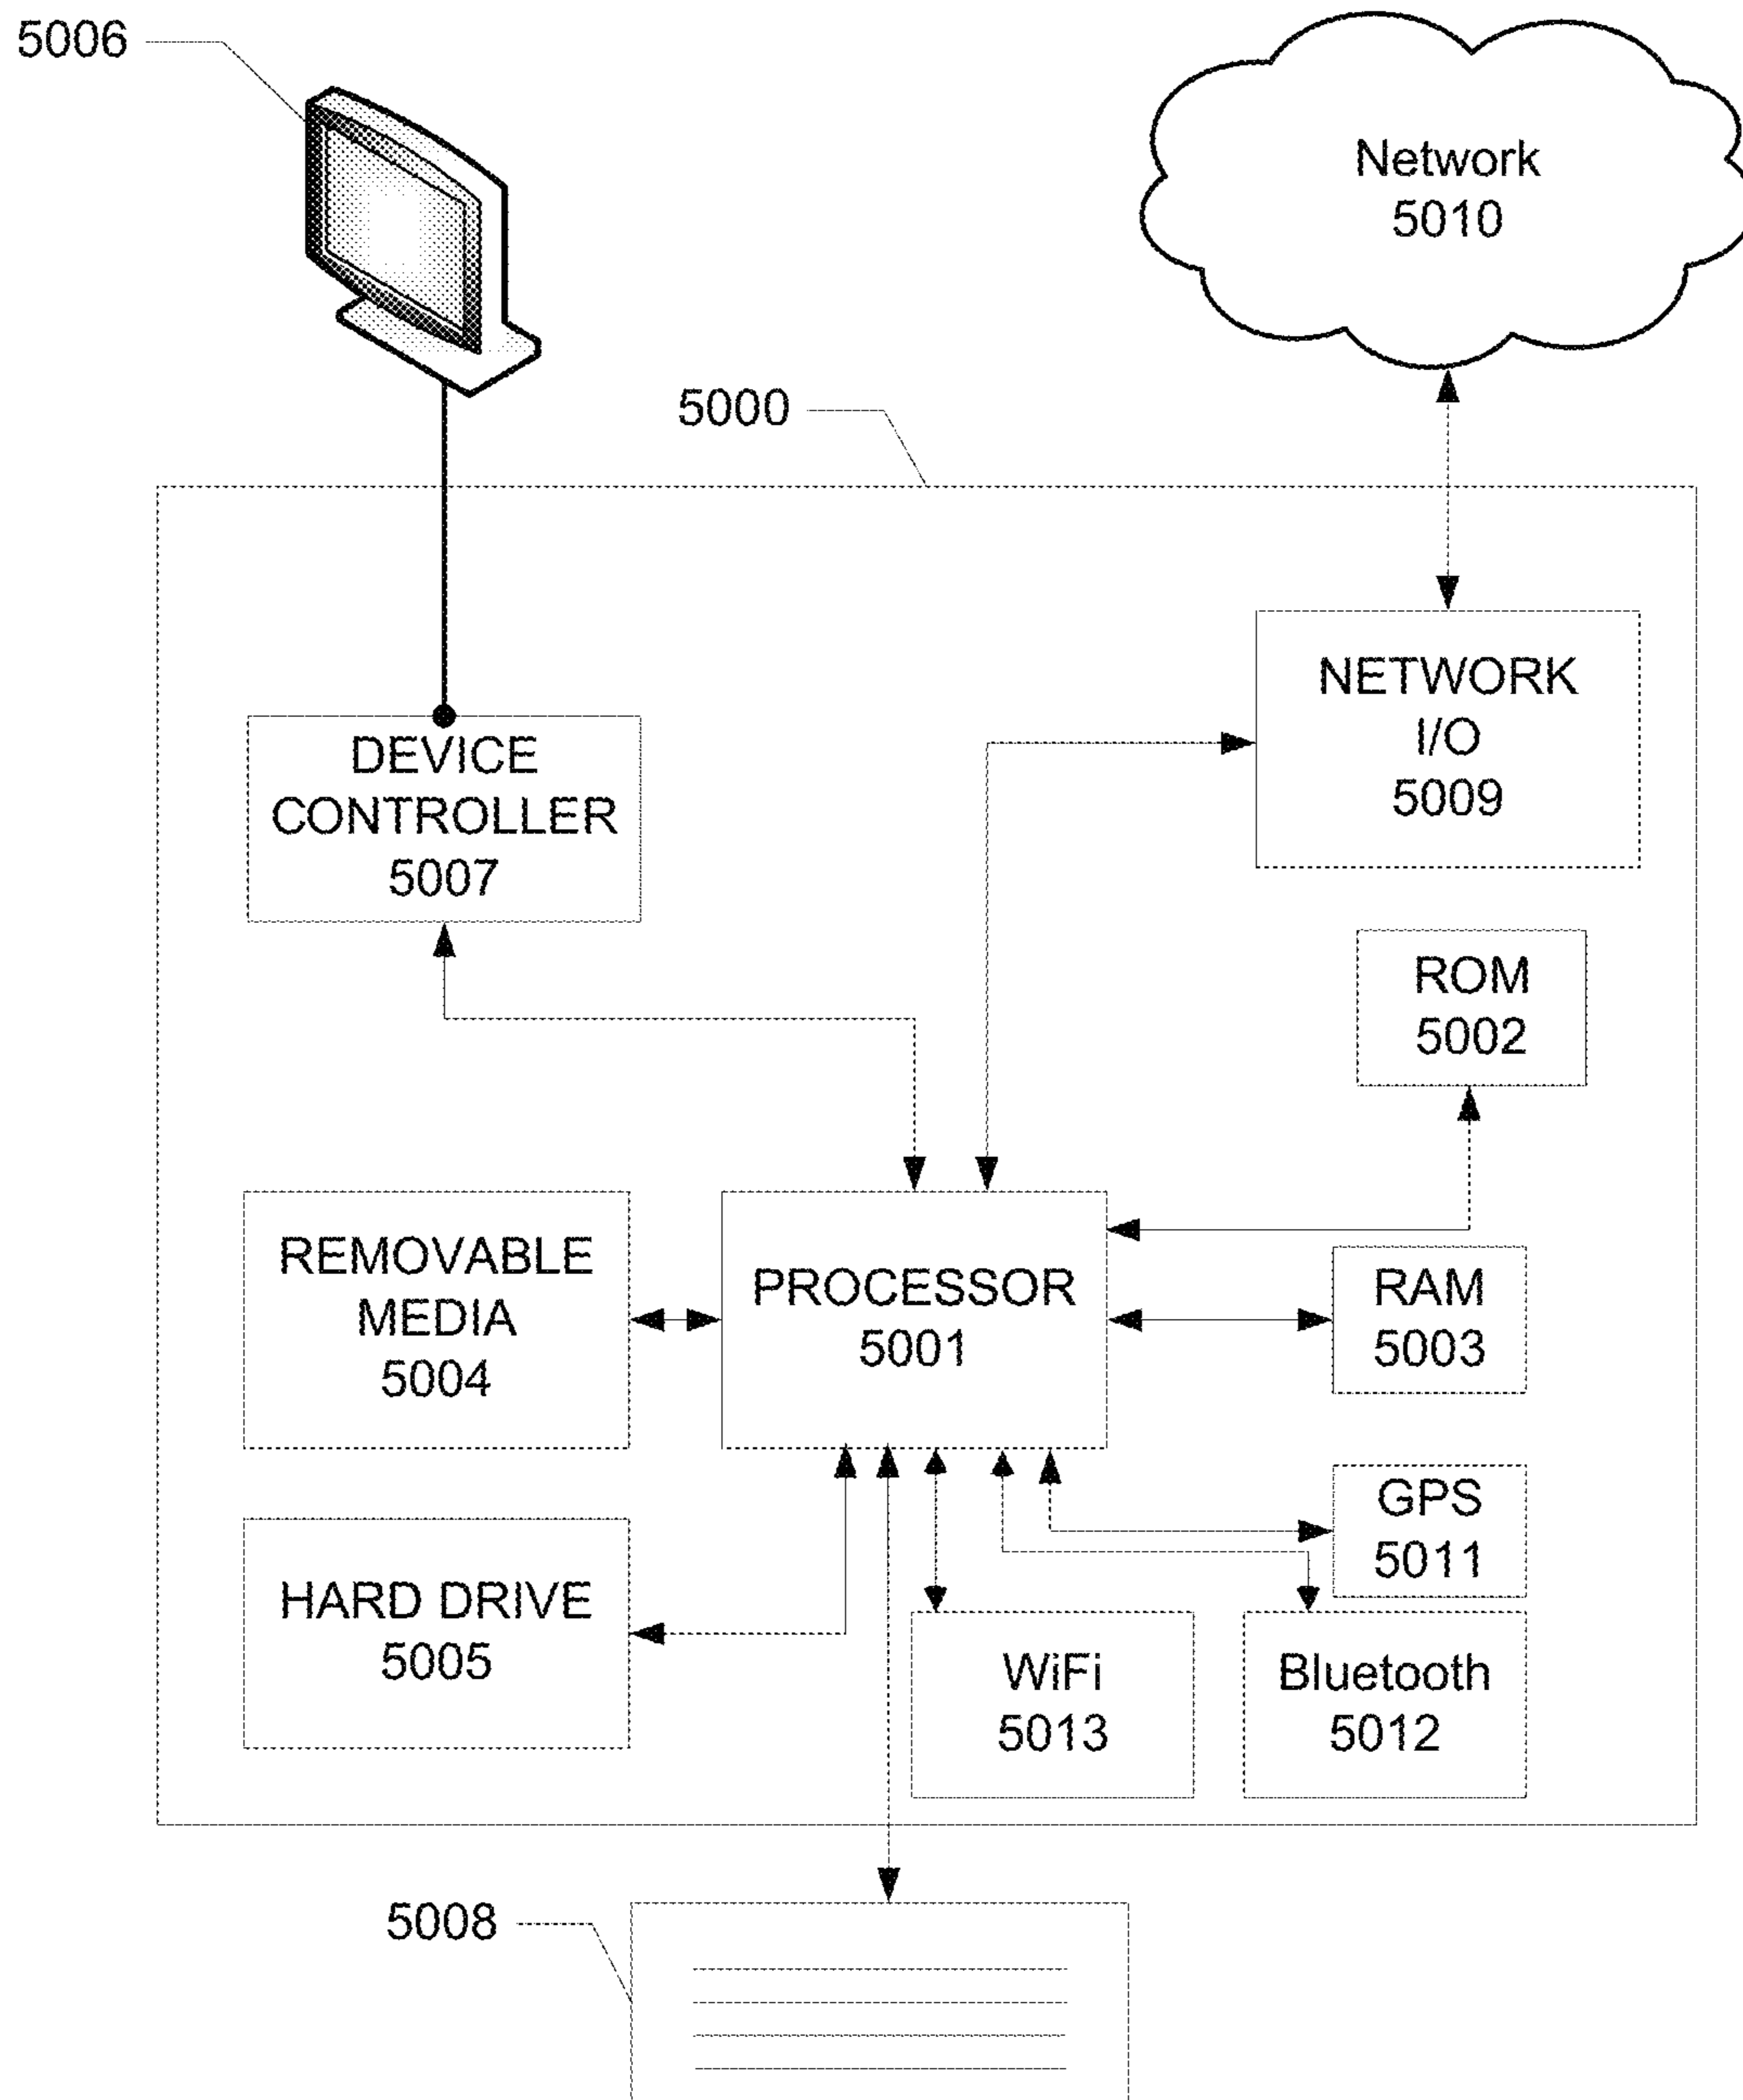 5006
Network
5010
5000
NETWORK
I/O
5009
DEVICE
CONTROLLER
5007
ROM
5002
REMOVABLE
MEDIA
5004
PROCESSOR
5001
RAM
5003
GPS
5011
HARD DRIVE
5005
WiFi
5013
Bluetooth
5012
5008